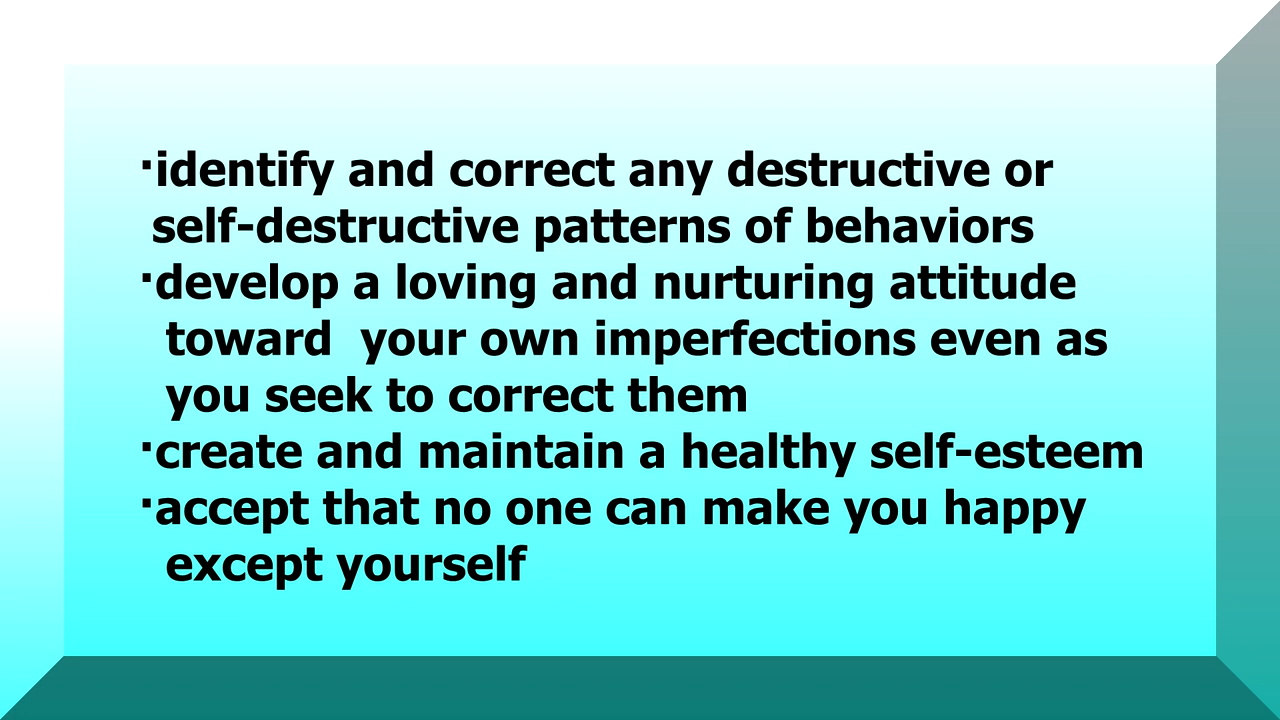 ·identify and correct any destructive or
self-destructive patterns of behaviors
·develop a loving and nurturing attitude
toward  your own imperfections even as
you seek to correct them
·create and maintain a healthy self-esteem
·accept that no one can make you happy
except yourself